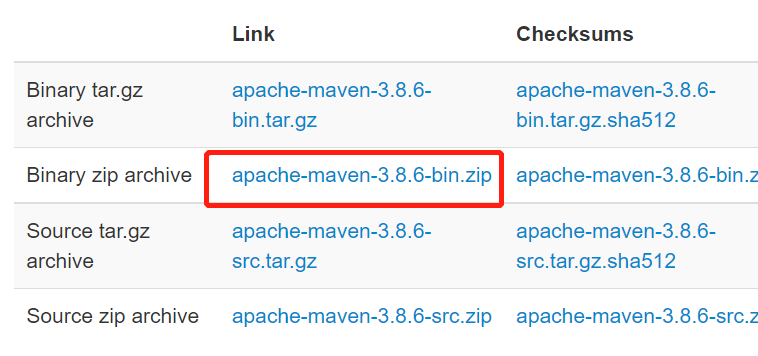 Link Checksums
Binary tar.gz archive apache-maven-3.8.6-bin.tar.gz apache-maven-3.8.6-bin.tar.gz.sha512
Binary zip archive apache-maven-3.8.6-bin.zip apache-maven-3.8.6-bin.z
Source tar.gz archive apache-maven-3.8.6-src.tar.gz apache-maven-3.8.6-src.tar.gz.sha512
Source zip archive apache-maven-3.8.6-src.zip apache-maven-3.8.6-src.z